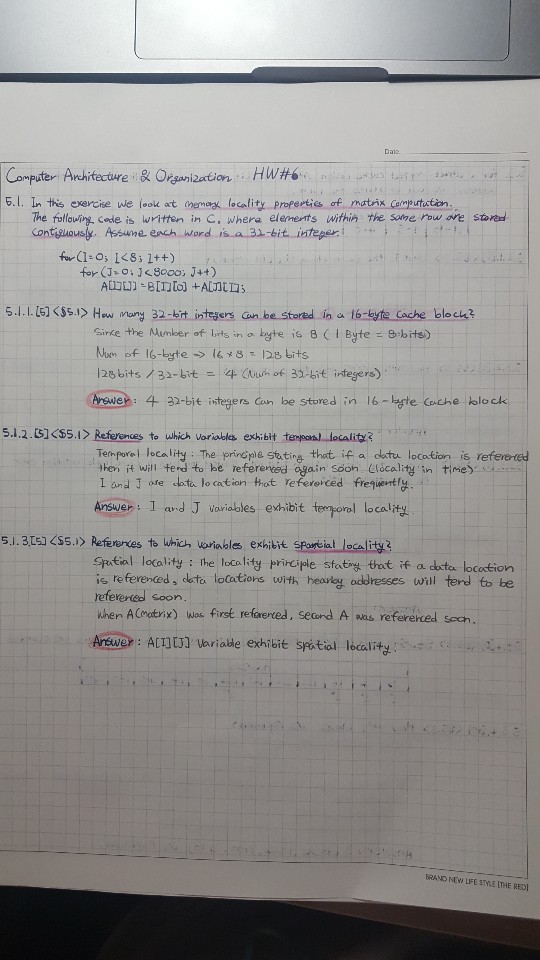 Date.
Computer Architecture & Organization HW#6
5.1. In this exercise we look at memory locality properties of matrix computation.
The following code is written in C, where elements within the same row are stored
contiguously. Assume each word is a 32-bit integer.
for(I=0; I<8; I++)
for(J=0; J<8000; J++)
A[I][J]=B[I][0]+A[J][I];
5.1.1.[5]<§5.1> How many 32-bit integers can be stored in a 16-byte cache block?
Since the Number of bits in a byte is 8 (1 Byte = 8bits)
Num of 16-byte → 16 x 8 = 128 bits
128bits / 32-bit = 4 (Num of 32-bit integers)
Answer : 4 32-bit integers can be stored in 16-byte cache block
5.1.2.[5]<§5.1> References to which variables exhibit temporal locality?
Temporal locality : The principle stating that if a data location is referenced
then it will tend to be referenced again soon (locality in time)
I and J are data location that referenced frequently.
Answer : I and J variables exhibit temporal locality.
5.1.3.[5]<§5.1> References to which variables exhibit spartial locality?
Spatial locality : The locality principle stating that if a data location
is referenced, data locations with nearby addresses will tend to be
referenced soon.
When A(matrix) was first referenced, second A was referenced soon.
Answer : A[I][J] variable exhibit spatial locality.
BRAND NEW LIFE STYLE [THE RED]